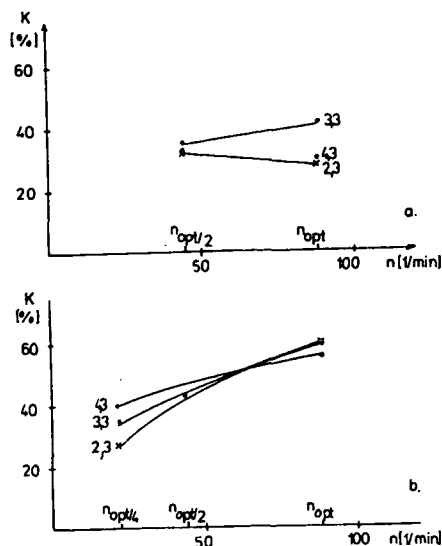 K
[%]
60
40
20
3,3
4,3
2,3
a.
n opt/2
n opt
50
100
n [1/min]
K
[%]
60
40
20
4,3
3,3
2,3
b.
n opt/4
n opt/2
n opt
50
100
n [1/min]